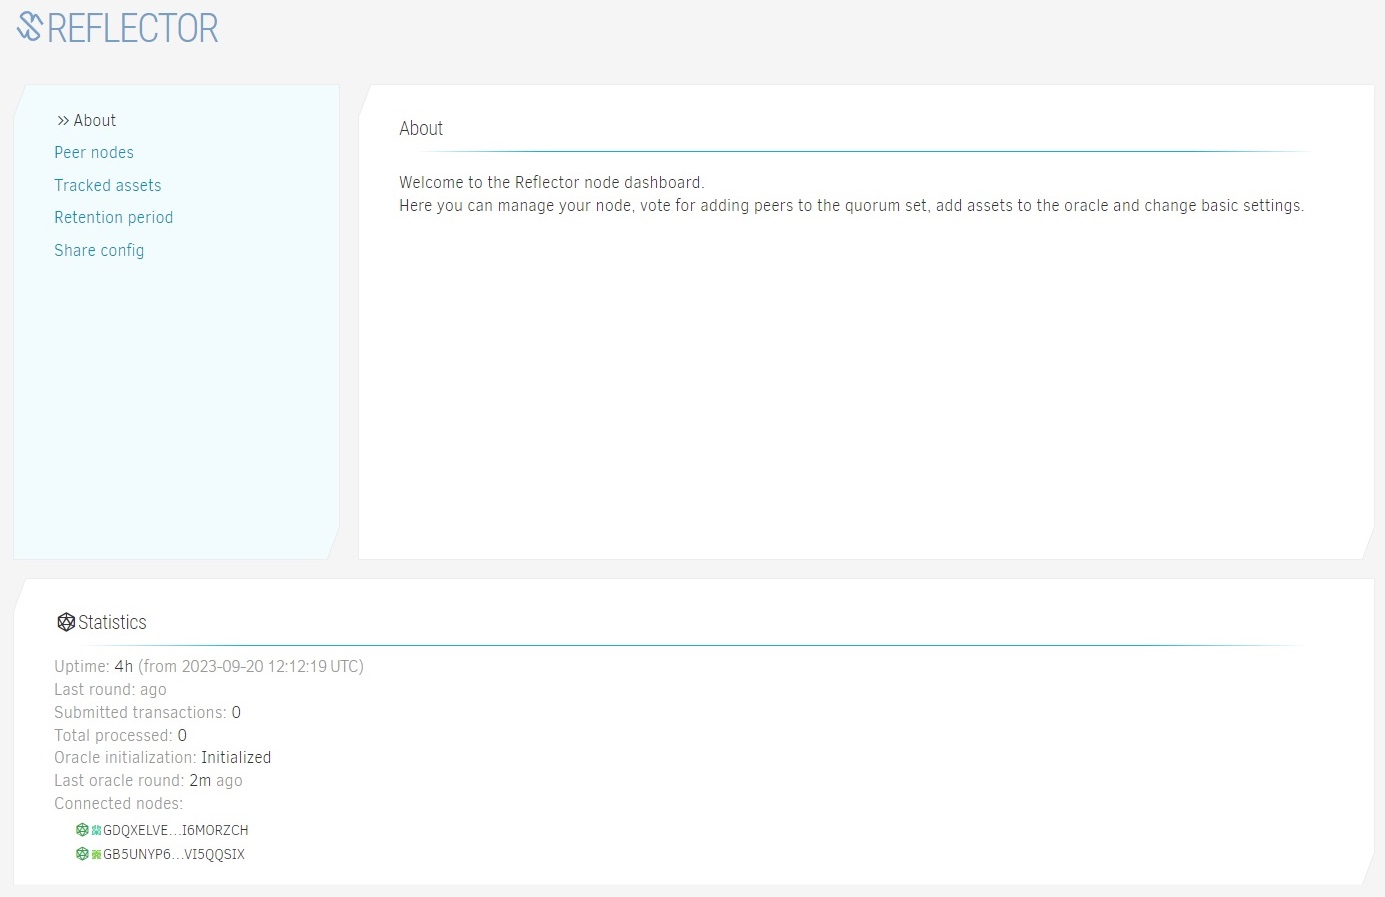 REFLECTOR
» About
Peer nodes
Tracked assets
Retention period
Share config
About
Welcome to the Reflector node dashboard.
Here you can manage your node, vote for adding peers to the quorum set, add assets to the oracle and change basic settings.
Statistics
Uptime: 4h (from 2023-09-20 12:12:19 UTC)
Last round: ago
Submitted transactions: 0
Total processed: 0
Oracle initialization: Initialized
Last oracle round: 2m ago
Connected nodes:
GDQXELVE...I6MORZCH
GB5UNYP6...VI5QQSIX